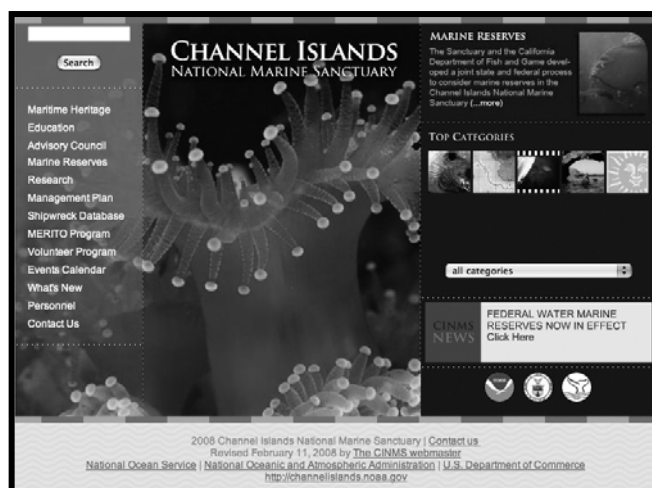 Search
Maritime Heritage
Education
Advisory Council
Marine Reserves
Research
Management Plan
Shipwreck Database
MERITO Program
Volunteer Program
Events Calendar
What's New
Personnel
Contact Us
CHANNEL ISLANDS
NATIONAL MARINE SANCTUARY
MARINE RESERVES
The Sanctuary and the California
Department of Fish and Game devel-
oped a joint state and federal process
to consider marine reserves in the
Channel Islands National Marine
Sanctuary (...more)
TOP CATEGORIES
all categories
CINMS
NEWS
FEDERAL WATER MARINE
RESERVES NOW IN EFFECT
Click Here
2008 Channel Islands National Marine Sanctuary | Contact us
Revised February 11, 2008 by The CINMS webmaster
National Ocean Service | National Oceanic and Atmospheric Administration | U.S. Department of Commerce
http://channelislands.noaa.gov